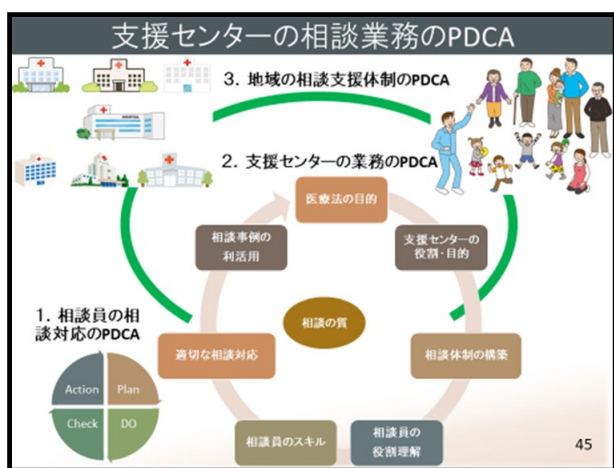 支援センターの相談業務のPDCA
3. 地域の相談支援体制のPDCA
2. 支援センターの業務のPDCA
医療法の目的
相談事例の
利活用
支援センターの
役割・目的
1. 相談員の相
談対応のPDCA
相談の質
適切な相談対応
相談体制の構築
Action
Plan
Check
DO
相談員のスキル
相談員の
役割理解
45